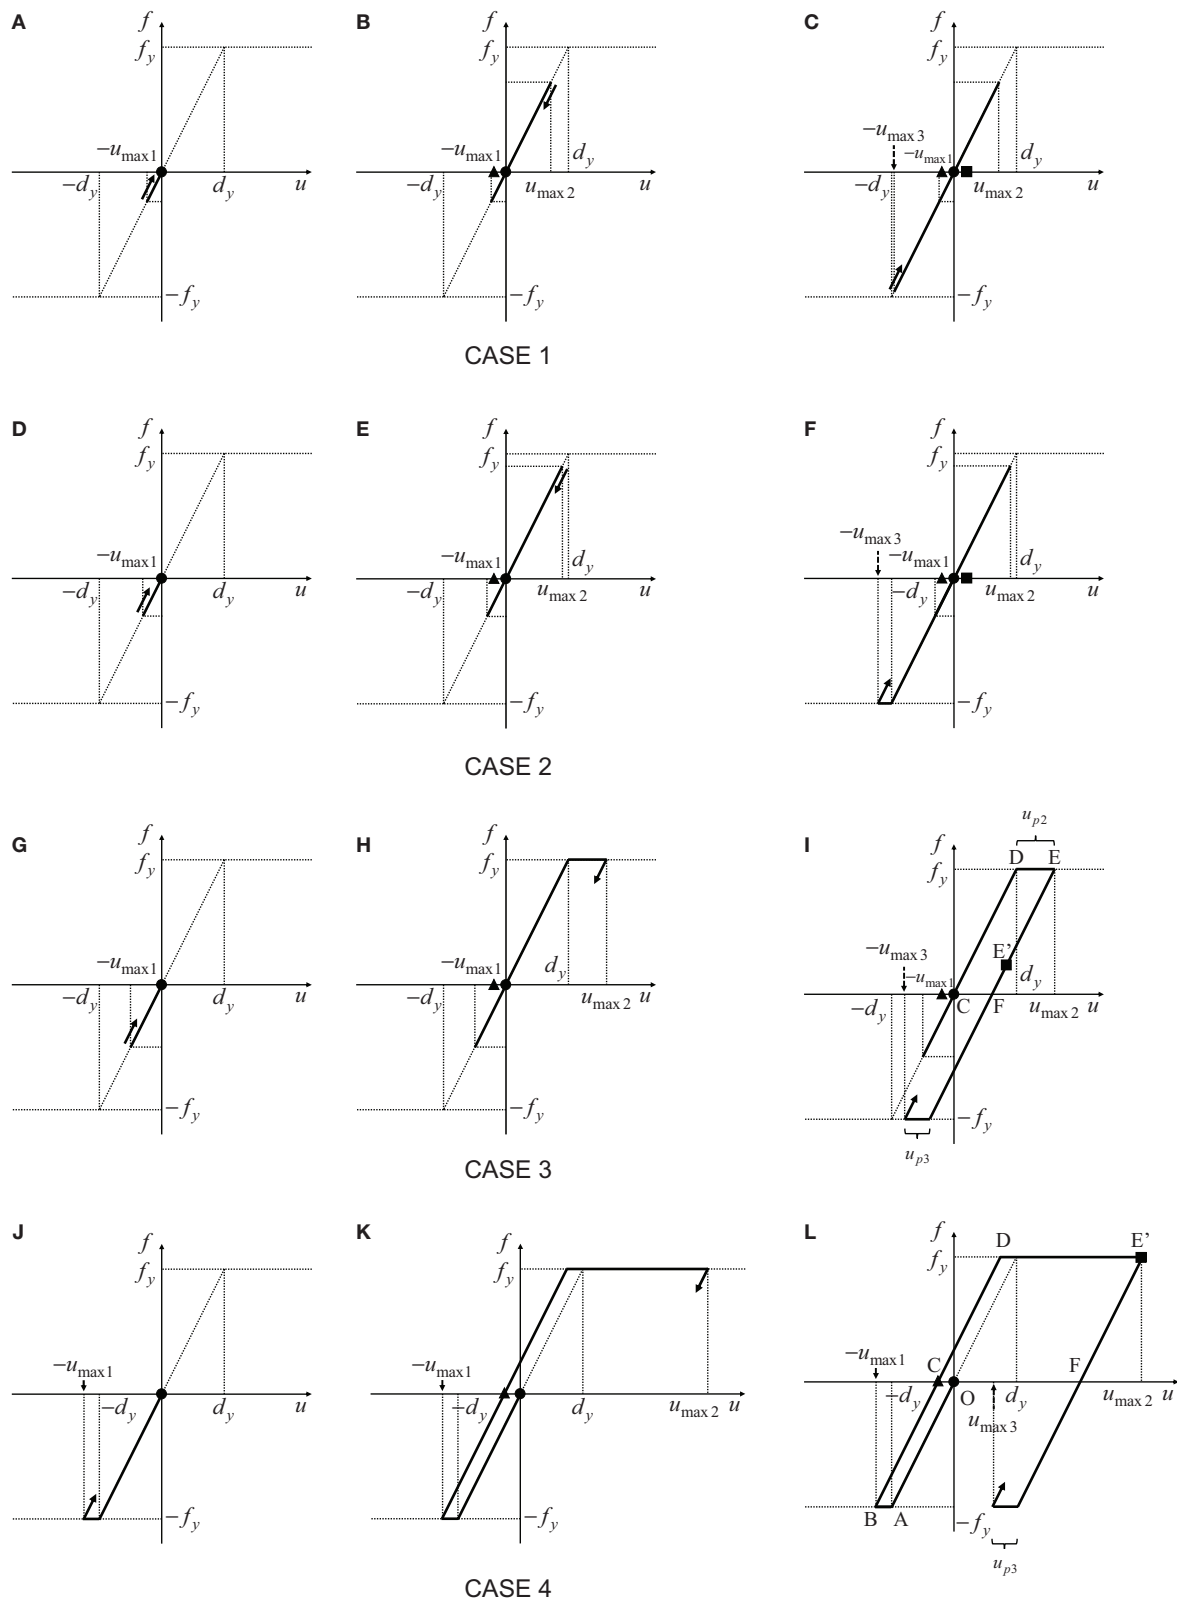 A
f
f_y
−u_max1
−d_y
d_y
u
−f_y
B
f
f_y
−u_max1
−d_y
d_y
u_max2
u
−f_y
C
f
f_y
−u_max3
−u_max1
−d_y
d_y
u_max2
u
−f_y
CASE 1
D
f
f_y
−u_max1
−d_y
d_y
u
−f_y
E
f
f_y
−u_max1
−d_y
d_y
u_max2
u
−f_y
F
f
f_y
−u_max3
−u_max1
−d_y
d_y
u_max2
u
−f_y
CASE 2
G
f
f_y
−u_max1
−d_y
d_y
u
−f_y
H
f
f_y
−u_max1
−d_y
d_y
u_max2
u
−f_y
I
u_p2
f
D E
f_y
−u_max3
E'
−u_max1
−d_y
C F
d_y
u_max2
u
−f_y
u_p3
CASE 3
J
f
f_y
−u_max1
−d_y
d_y
u
−f_y
K
f
f_y
−u_max1
−d_y
d_y
u_max2
u
−f_y
L
f
D E'
f_y
−u_max1
C F
−d_y
O
d_y
u_max3
u_max2
u
B A
−f_y
u_p3
CASE 4